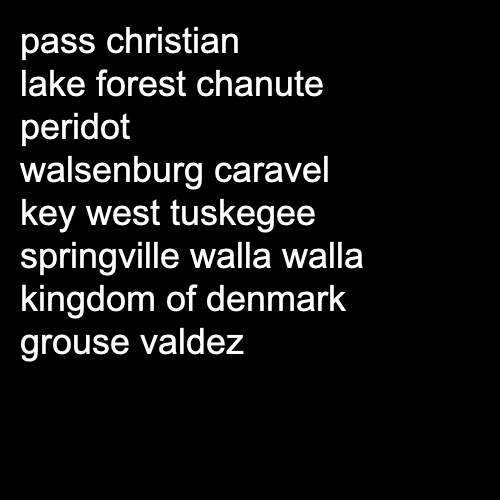 pass christian
lake forest chanute
peridot
walsenburg caravel
key west tuskegee
springville walla walla
kingdom of denmark
grouse valdez